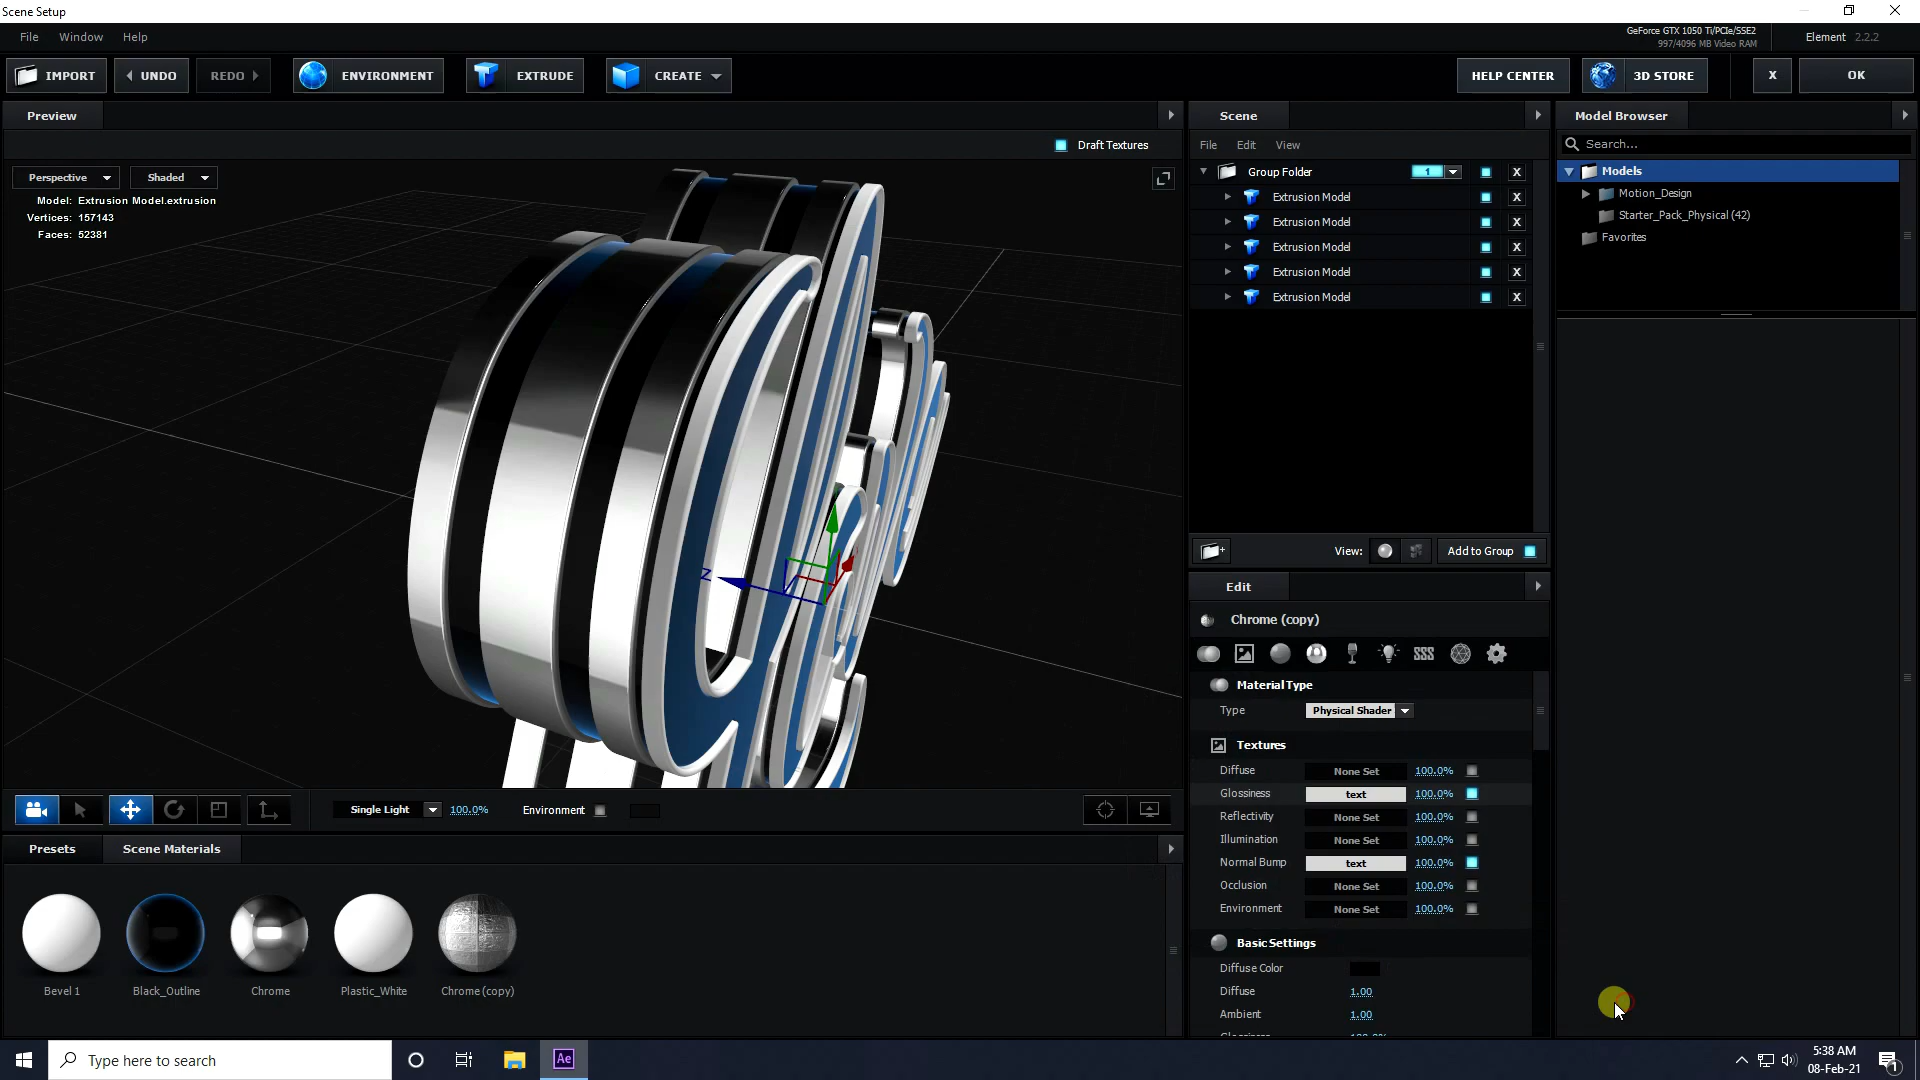 Scene Setup
File Window Help
GeForce GTX 1050 Ti/PCIe/SSE2
997/4096 MB Video RAM
Element 2.2.2
IMPORT UNDO REDO ENVIRONMENT EXTRUDE CREATE HELP CENTER 3D STORE X OK
Preview
Draft Textures
Perspective Shaded
Model: Extrusion Model.extrusion
Vertices: 157143
Faces: 52381
Z
Single Light 100.0% Environment
Presets Scene Materials
Bevel 1 Black_Outline Chrome Plastic_White Chrome (copy)
Scene
File Edit View
Group Folder 1 X
Extrusion Model X
Extrusion Model X
Extrusion Model X
Extrusion Model X
Extrusion Model X
View: Add to Group
Edit
Chrome (copy)
SSS
Material Type
Type Physical Shader
Textures
Diffuse None Set 100.0%
Glossiness text 100.0%
Reflectivity None Set 100.0%
Illumination None Set 100.0%
Normal Bump text 100.0%
Occlusion None Set 100.0%
Environment None Set 100.0%
Basic Settings
Diffuse Color
Diffuse 1.00
Ambient 1.00
Model Browser
Search...
Models
Motion_Design
Starter_Pack_Physical (42)
Favorites
Type here to search
Ae
5:38 AM
08-Feb-21
1